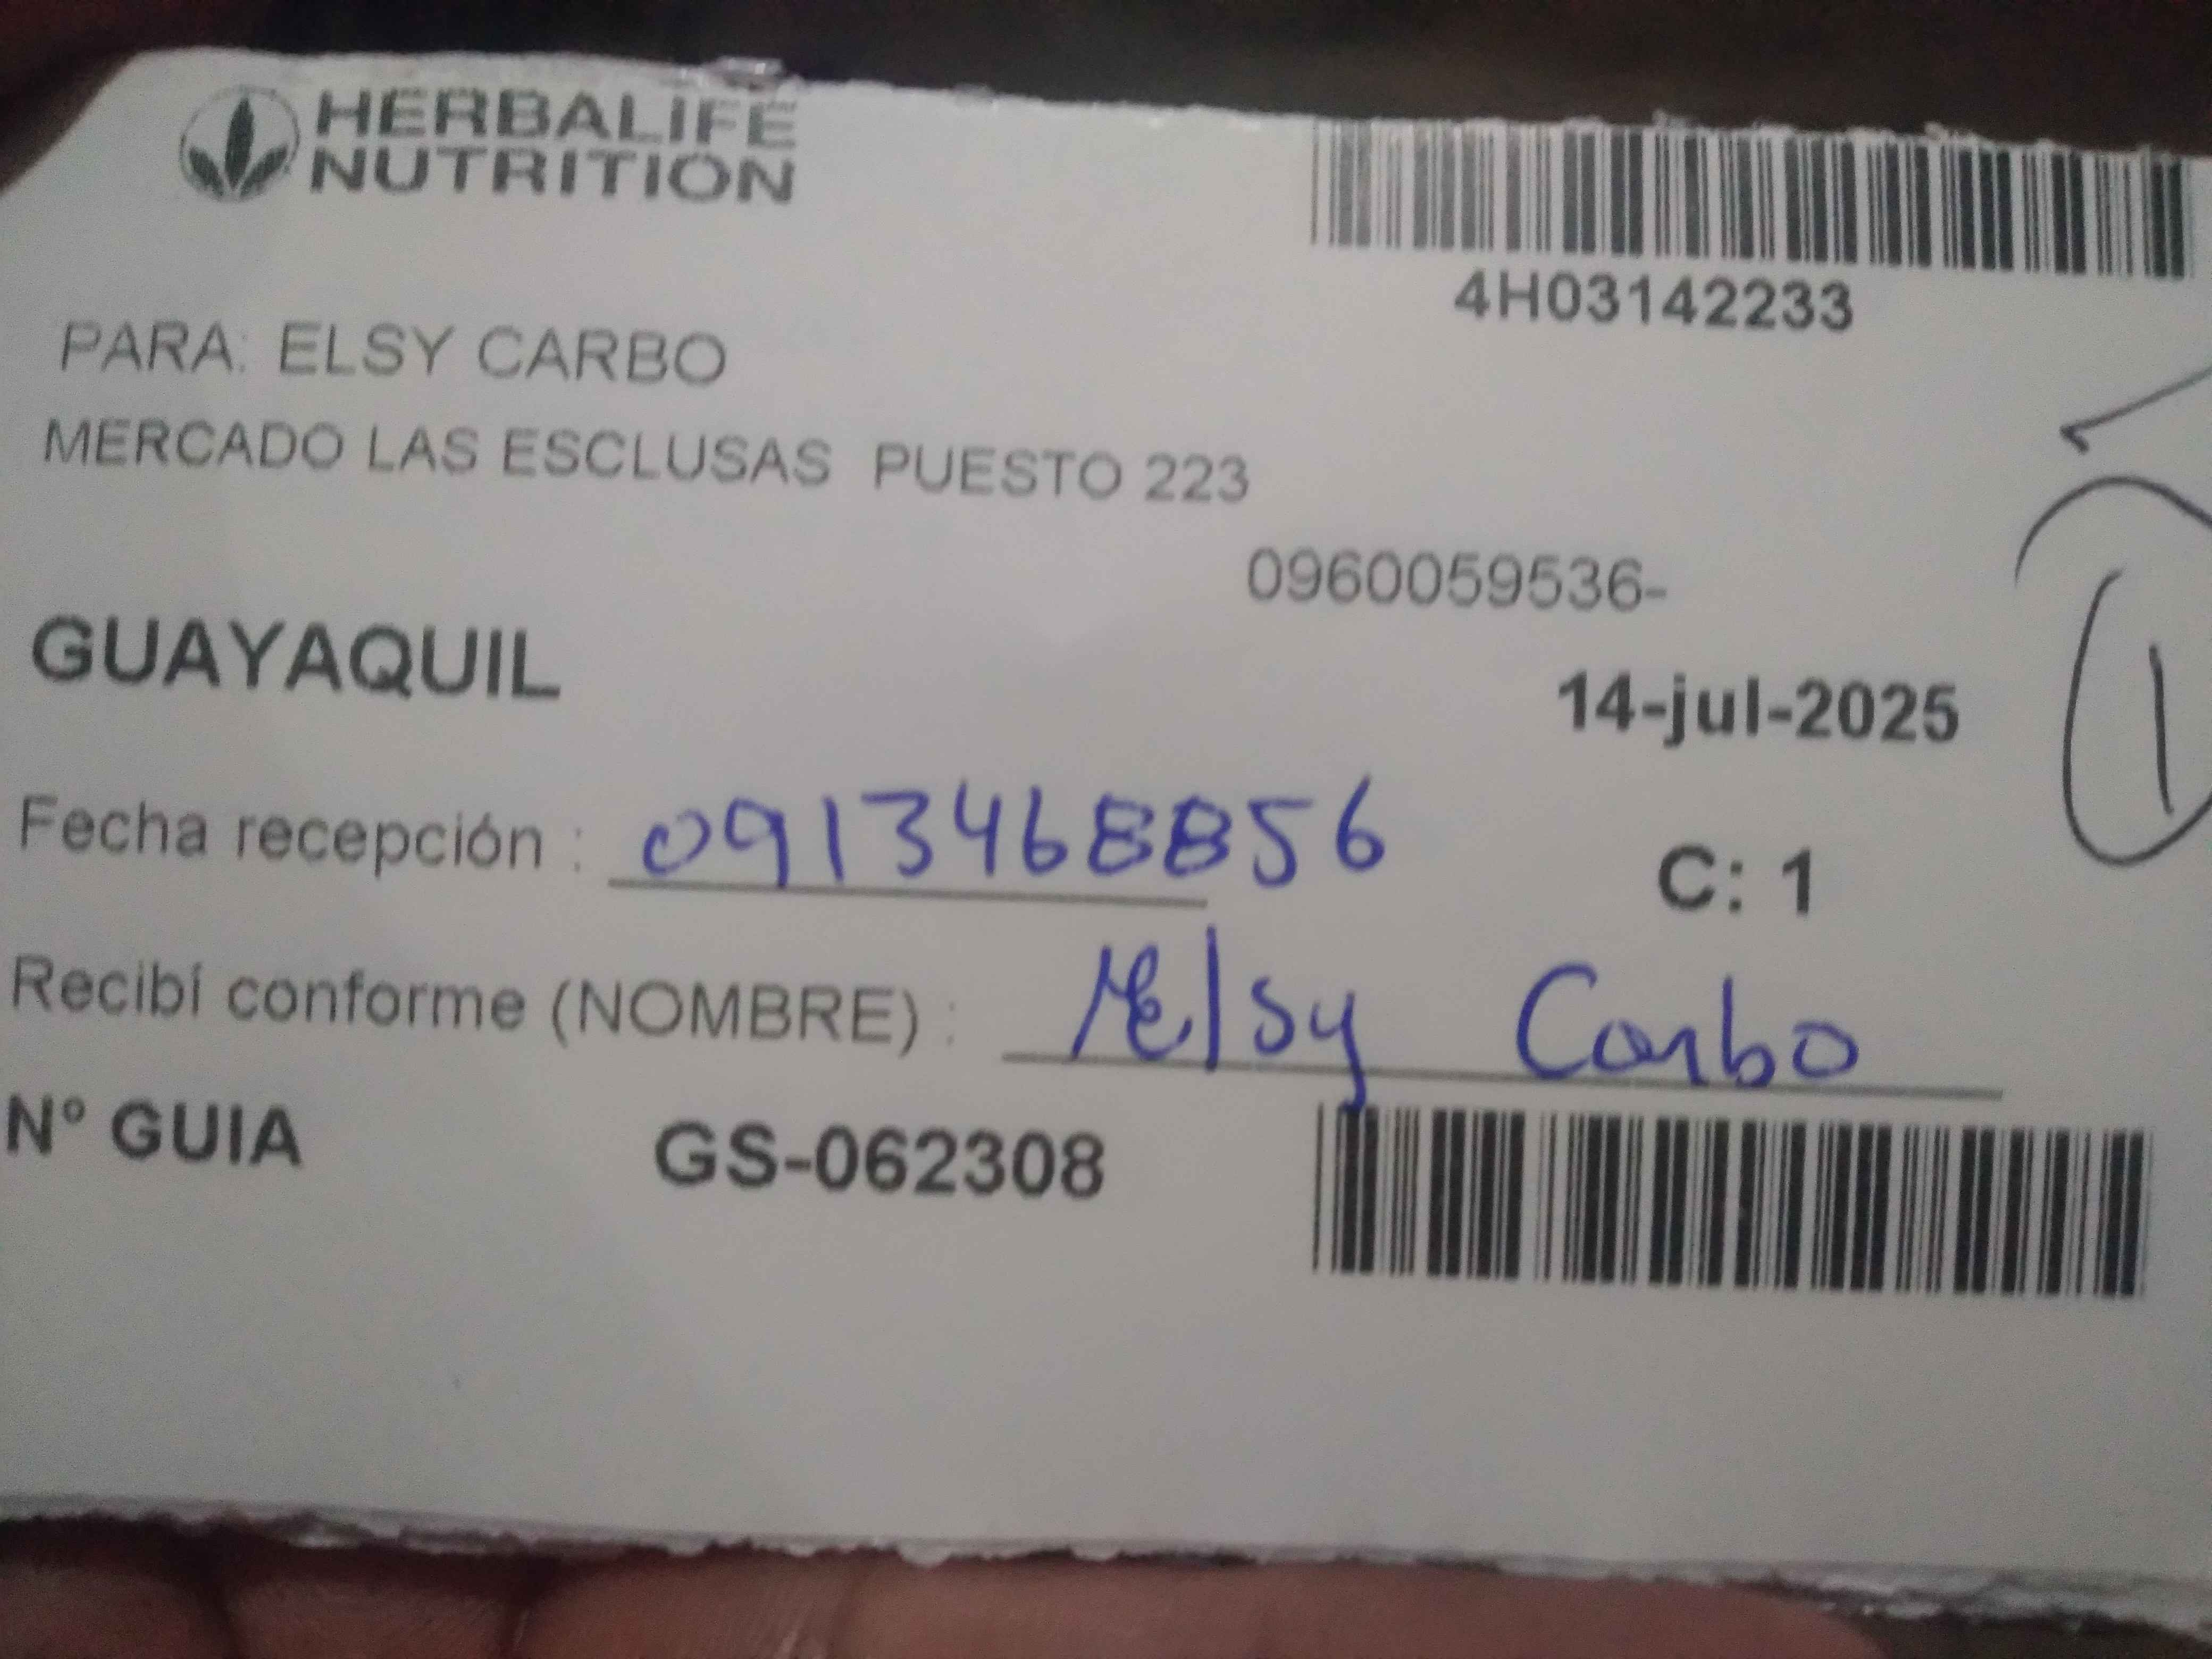 HERBALIFE
NUTRITION
4H03142233
PARA: ELSY CARBO
MERCADO LAS ESCLUSAS PUESTO 223
0960059536-
GUAYAQUIL
14-jul-2025
1
Fecha recepción : 0913468856
C: 1
Recibí conforme (NOMBRE) : Elsy Carbo
Nº GUIA GS-062308